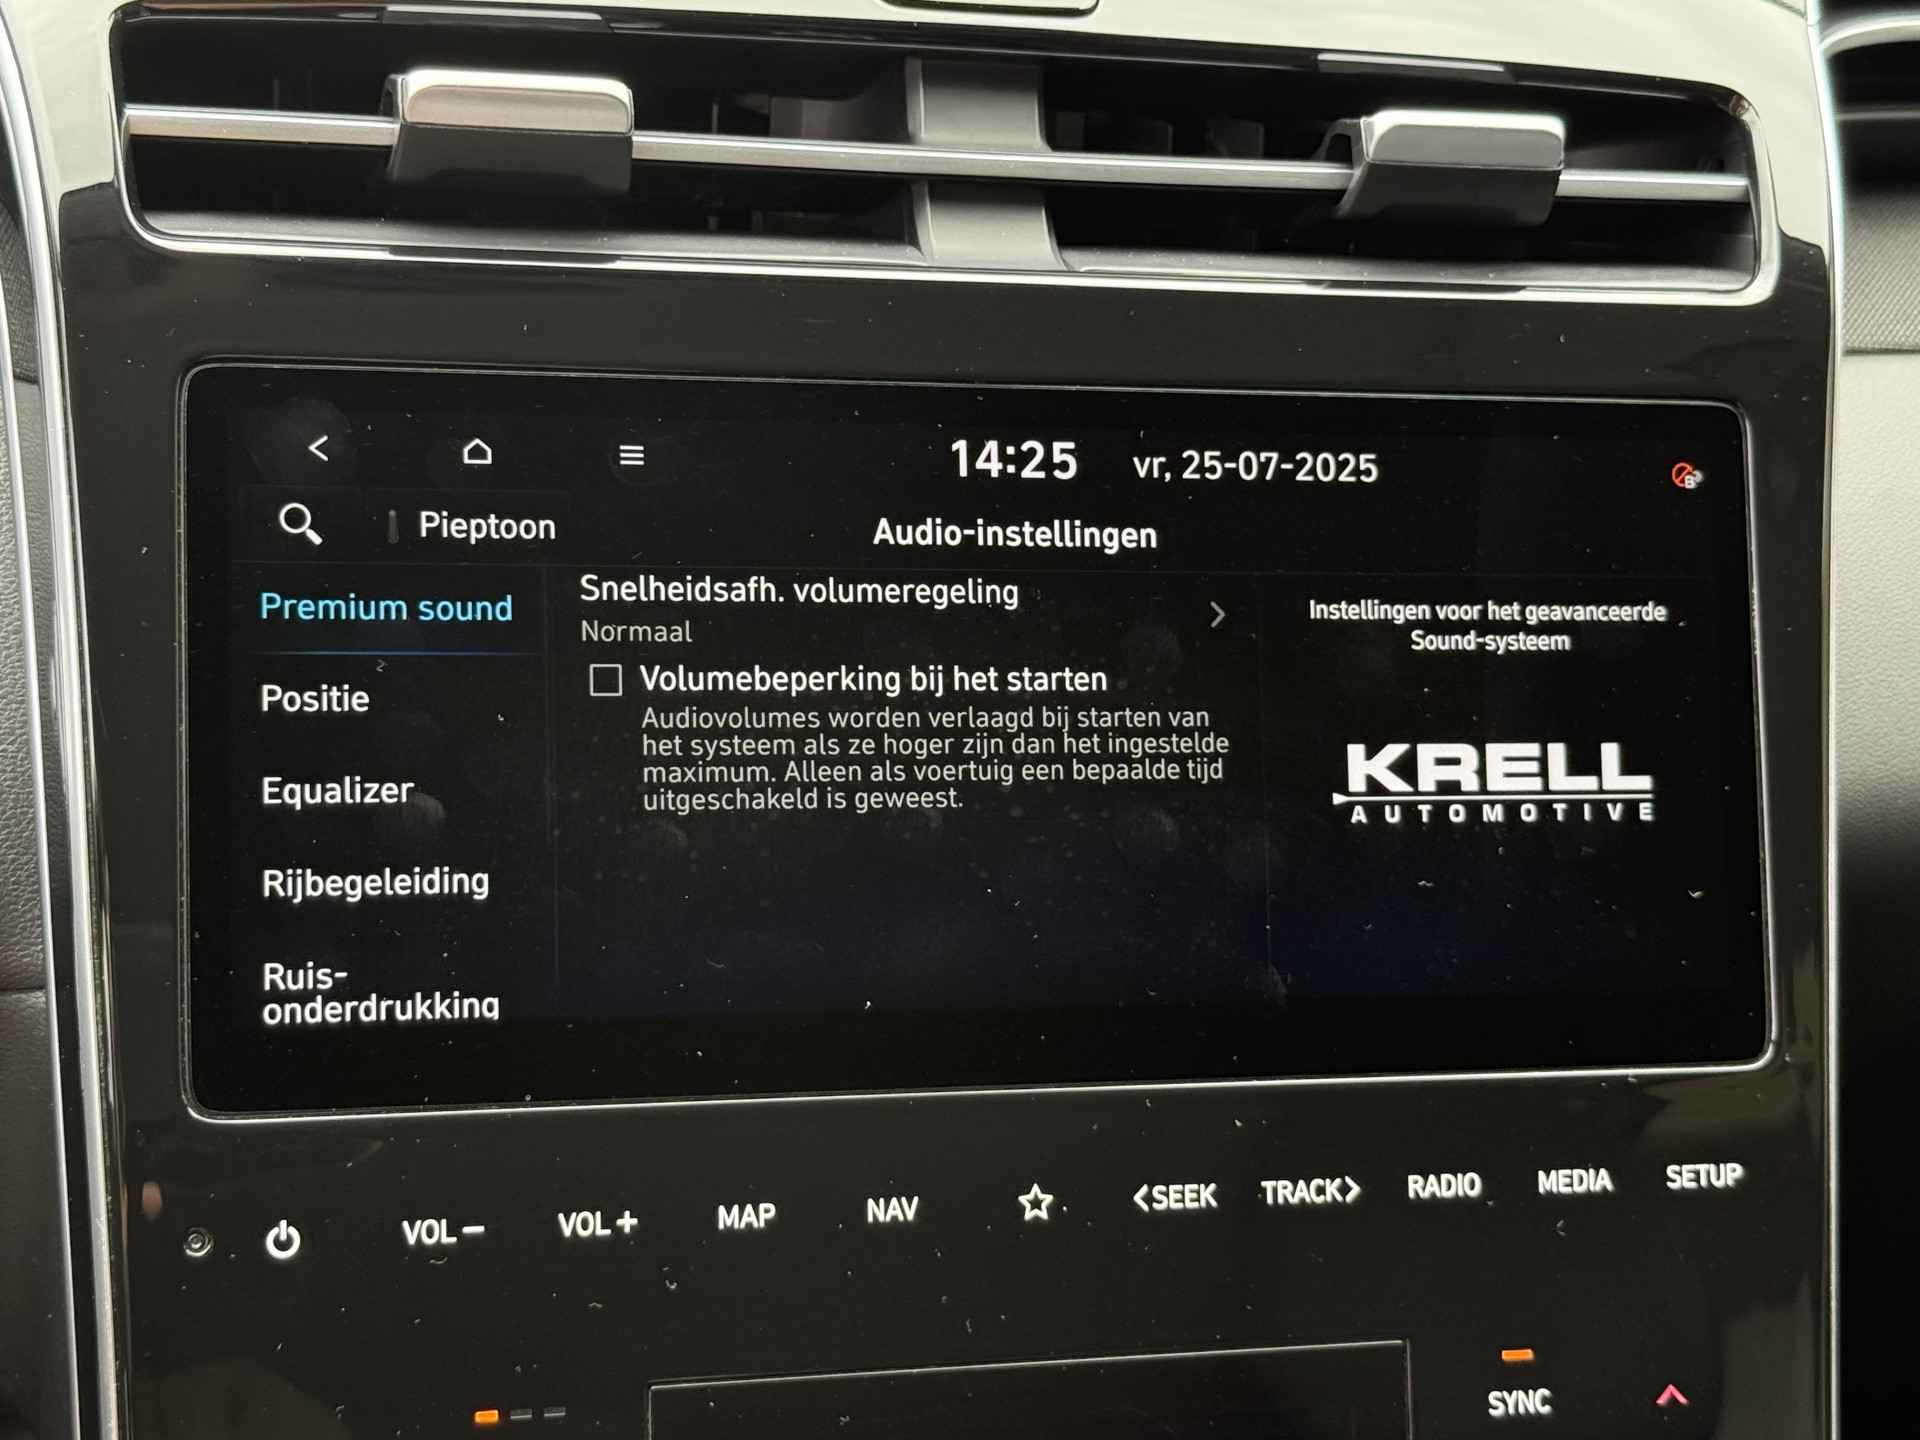 14:25 vr, 25-07-2025
Pieptoon
Audio-instellingen
Premium sound
Positie
Equalizer
Rijbegeleiding
Ruis-
onderdrukking
Snelheidsafh. volumeregeling
Normaal
Volumebeperking bij het starten
Audiovolumes worden verlaagd bij starten van
het systeem als ze hoger zijn dan het ingestelde
maximum. Alleen als voertuig een bepaalde tijd
uitgeschakeld is geweest.
Instellingen voor het geavanceerde
Sound-systeem
KRELL
AUTOMOTIVE
VOL− VOL+ MAP NAV <SEEK TRACK> RADIO MEDIA SETUP
SYNC